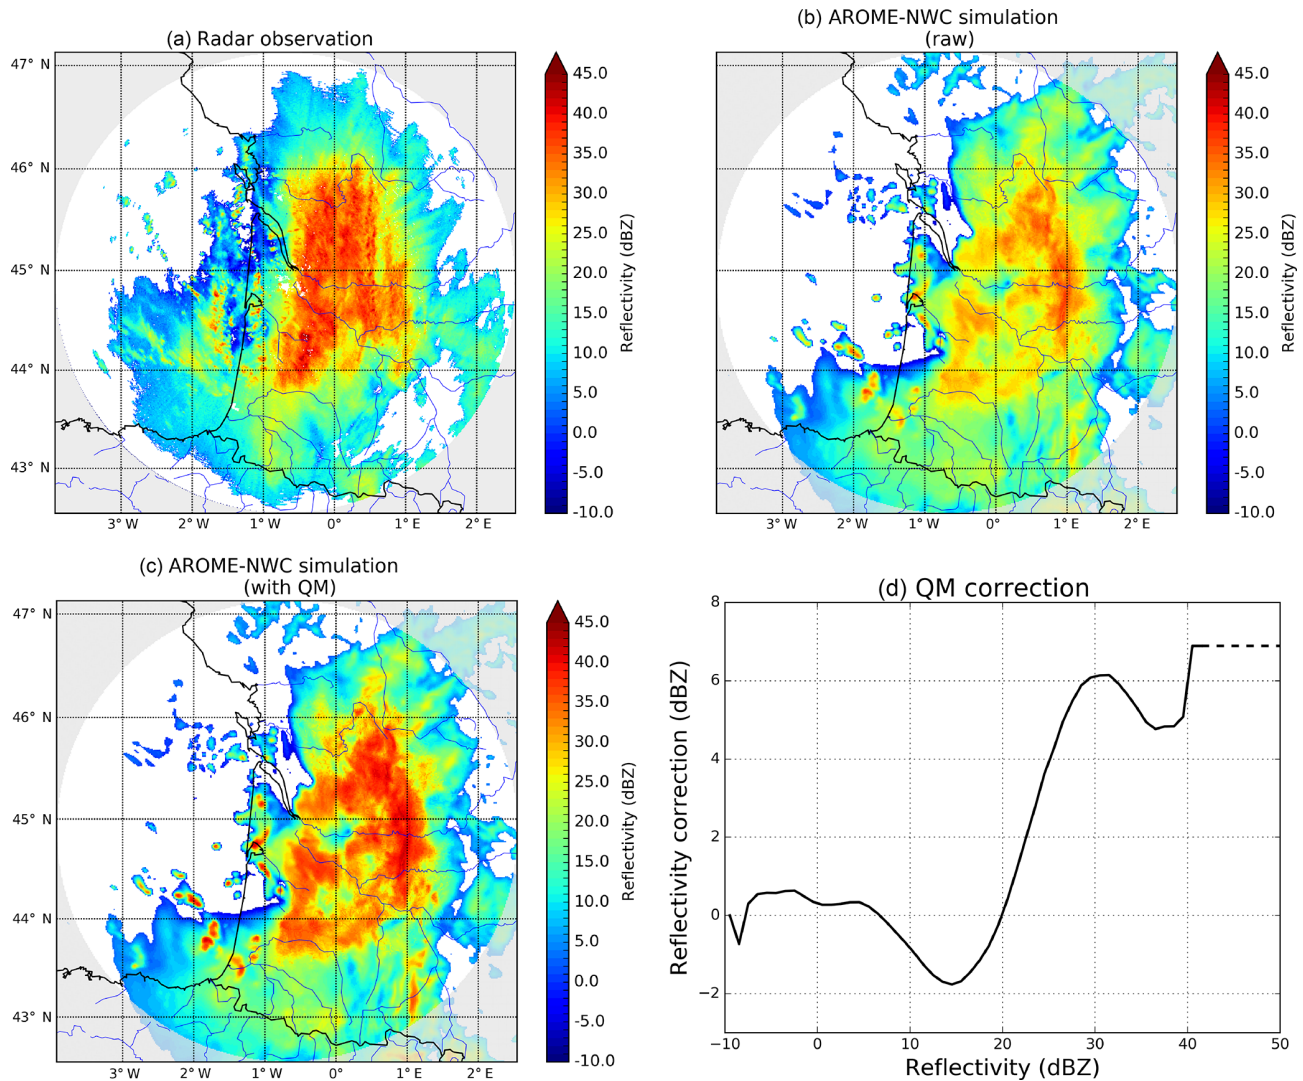 (a) Radar observation
47° N
46° N
45° N
44° N
43° N
3° W
2° W
1° W
0°
1° E
2° E
45.0
40.0
35.0
30.0
25.0
20.0
15.0
10.0
5.0
0.0
-5.0
-10.0
Reflectivity (dBZ)
(b) AROME-NWC simulation
(raw)
47° N
46° N
45° N
44° N
43° N
3° W
2° W
1° W
0°
1° E
2° E
45.0
40.0
35.0
30.0
25.0
20.0
15.0
10.0
5.0
0.0
-5.0
-10.0
Reflectivity (dBZ)
(c) AROME-NWC simulation
(with QM)
47° N
46° N
45° N
44° N
43° N
3° W
2° W
1° W
0°
1° E
2° E
45.0
40.0
35.0
30.0
25.0
20.0
15.0
10.0
5.0
0.0
-5.0
-10.0
Reflectivity (dBZ)
(d) QM correction
8
6
4
2
0
−2
−10
0
10
20
30
40
50
Reflectivity correction (dBZ)
Reflectivity (dBZ)